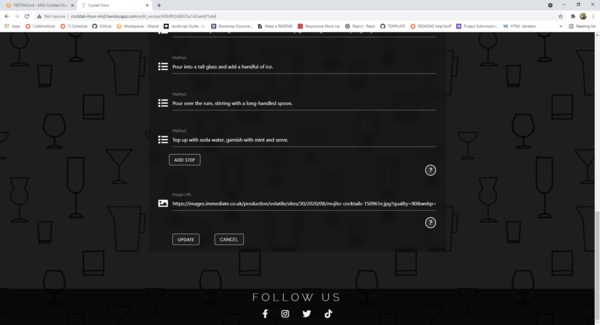 TESTING.md - MS3-Cocktail-Ho
Cocktail Hour
Not secure
cocktail-hour-ms3.herokuapp.com/edit_recipe/
Apps
CodeInstitute
CI Schedule
GitHub
Workspaces - Gitpod
JavaScript Guide - J
Bootstrap Document
Make a README
Responsive Mock-Up
Repl.it - Replit
TEMPLATE
README help/stuff
Project Submission
W3
HTML Validator
Reading list
Method
Pour into a tall glass and add a handful of ice.
Method
Pour over the rum, stirring with a long-handled spoon.
Method
Top up with soda water, garnish with mint and serve.
ADD STEP
?
Image URL
https://images.immediate.co.uk/production/volatile/sites/30/2020/08/mojito-cocktails-150961e.jpg?quality=90&webp=
?
UPDATE
CANCEL
FOLLOW US